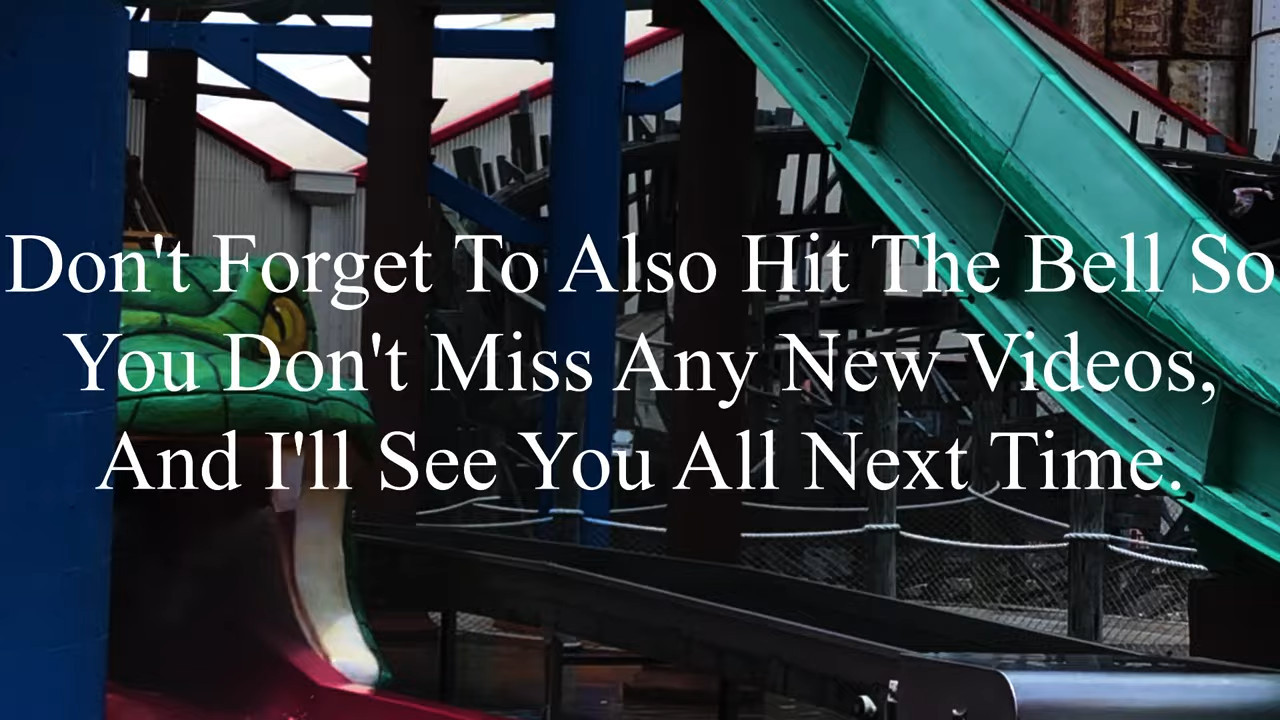 Don't Forget To Also Hit The Bell So
You Don't Miss Any New Videos,
And I'll See You All Next Time.